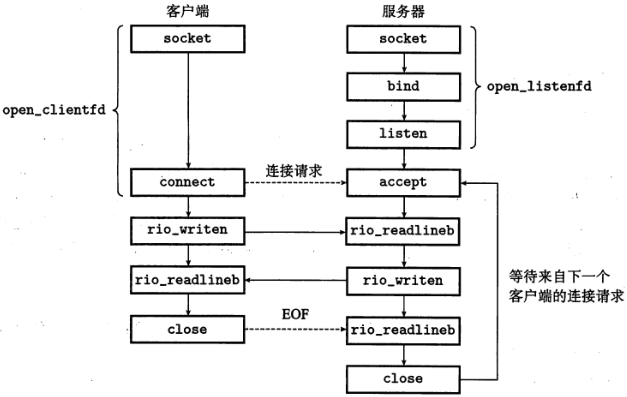 客户端
服务器
socket
socket
bind
open_clientfd
open_listenfd
listen
连接请求
connect
accept
rio_writen
rio_readlineb
等待来自下一个
客户端的连接请求
rio_readlineb
rio_writen
EOF
close
rio_readlineb
close